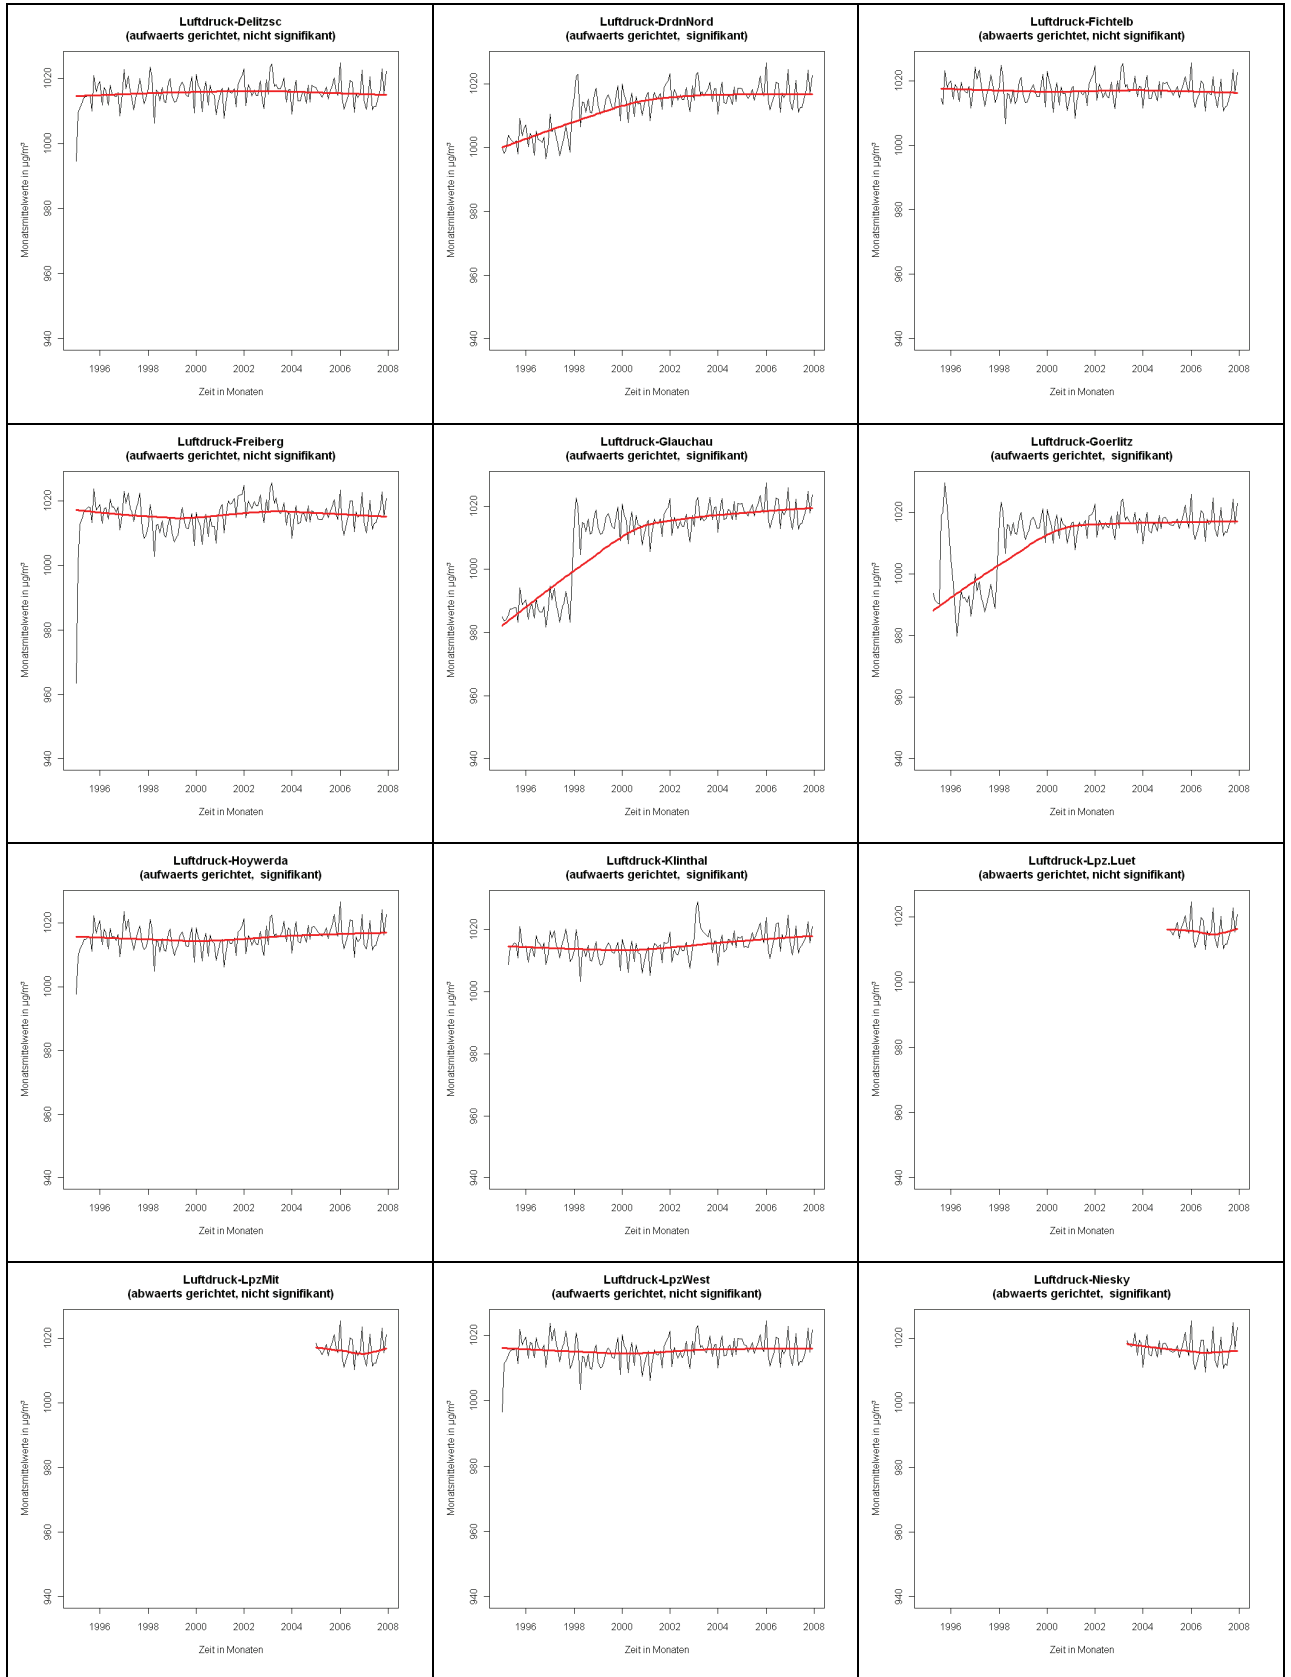 Luftdruck-Delitzsc
(aufwaerts gerichtet, nicht signifikant)
Monatsmittelwerte in µg/m³
1020
1000
980
960
940
1996 1998 2000 2002 2004 2006 2008
Zeit in Monaten
Luftdruck-DrdnNord
(aufwaerts gerichtet, signifikant)
Monatsmittelwerte in µg/m³
1020
1000
980
960
940
1996 1998 2000 2002 2004 2006 2008
Zeit in Monaten
Luftdruck-Fichtelb
(abwaerts gerichtet, nicht signifikant)
Monatsmittelwerte in µg/m³
1020
1000
980
960
940
1996 1998 2000 2002 2004 2006 2008
Zeit in Monaten
Luftdruck-Freiberg
(aufwaerts gerichtet, nicht signifikant)
Monatsmittelwerte in µg/m³
1020
1000
980
960
940
1996 1998 2000 2002 2004 2006 2008
Zeit in Monaten
Luftdruck-Glauchau
(aufwaerts gerichtet, signifikant)
Monatsmittelwerte in µg/m³
1020
1000
980
960
940
1996 1998 2000 2002 2004 2006 2008
Zeit in Monaten
Luftdruck-Goerlitz
(aufwaerts gerichtet, signifikant)
Monatsmittelwerte in µg/m³
1020
1000
980
960
940
1996 1998 2000 2002 2004 2006 2008
Zeit in Monaten
Luftdruck-Hoywerda
(aufwaerts gerichtet, signifikant)
Monatsmittelwerte in µg/m³
1020
1000
980
960
940
1996 1998 2000 2002 2004 2006 2008
Zeit in Monaten
Luftdruck-Klinthal
(aufwaerts gerichtet, signifikant)
Monatsmittelwerte in µg/m³
1020
1000
980
960
940
1996 1998 2000 2002 2004 2006 2008
Zeit in Monaten
Luftdruck-Lpz.Luet
(abwaerts gerichtet, nicht signifikant)
Monatsmittelwerte in µg/m³
1020
1000
980
960
940
1996 1998 2000 2002 2004 2006 2008
Zeit in Monaten
Luftdruck-LpzMit
(abwaerts gerichtet, nicht signifikant)
Monatsmittelwerte in µg/m³
1020
1000
980
960
940
1996 1998 2000 2002 2004 2006 2008
Zeit in Monaten
Luftdruck-LpzWest
(aufwaerts gerichtet, nicht signifikant)
Monatsmittelwerte in µg/m³
1020
1000
980
960
940
1996 1998 2000 2002 2004 2006 2008
Zeit in Monaten
Luftdruck-Niesky
(abwaerts gerichtet, signifikant)
Monatsmittelwerte in µg/m³
1020
1000
980
960
940
1996 1998 2000 2002 2004 2006 2008
Zeit in Monaten